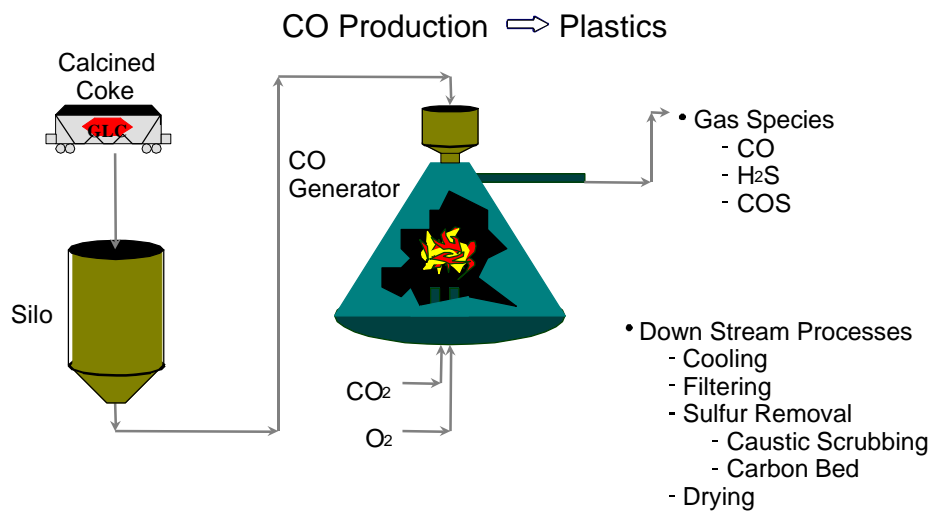 CO Production ⇨ Plastics
Calcined
Coke
GLC
CO
Generator
Silo
CO2
O2
• Gas Species
- CO
- H2S
- COS
• Down Stream Processes
- Cooling
- Filtering
- Sulfur Removal
- Caustic Scrubbing
- Carbon Bed
- Drying